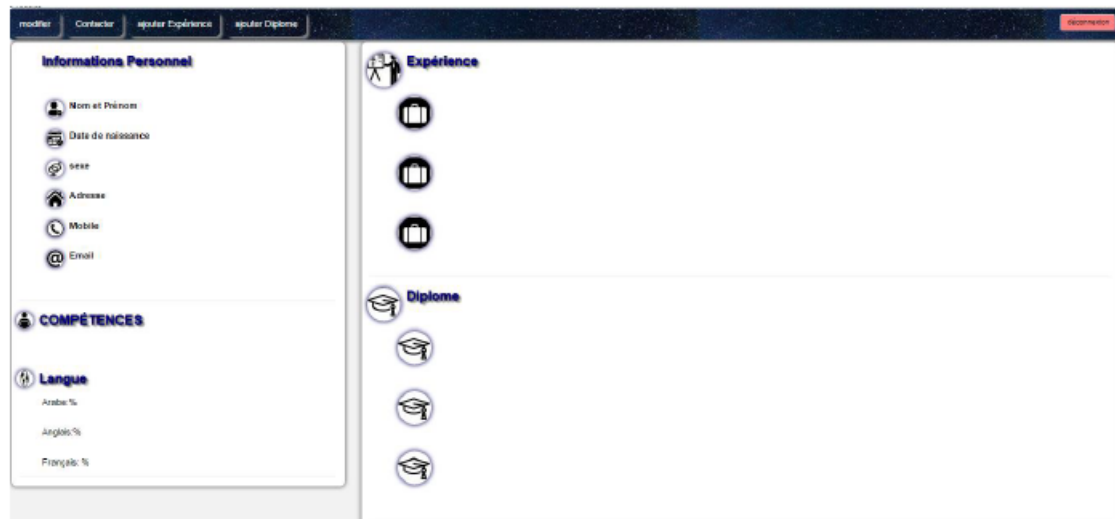 modifier Contacter ajouter Expérience ajouter Diplome déconnexion
Informations Personnel
Nom et Prénom
Date de naissance
sexe
Adresse
Mobile
Email
COMPÉTENCES
Langue
Arabe:%
Anglais:%
Français: %
Expérience
Diplome